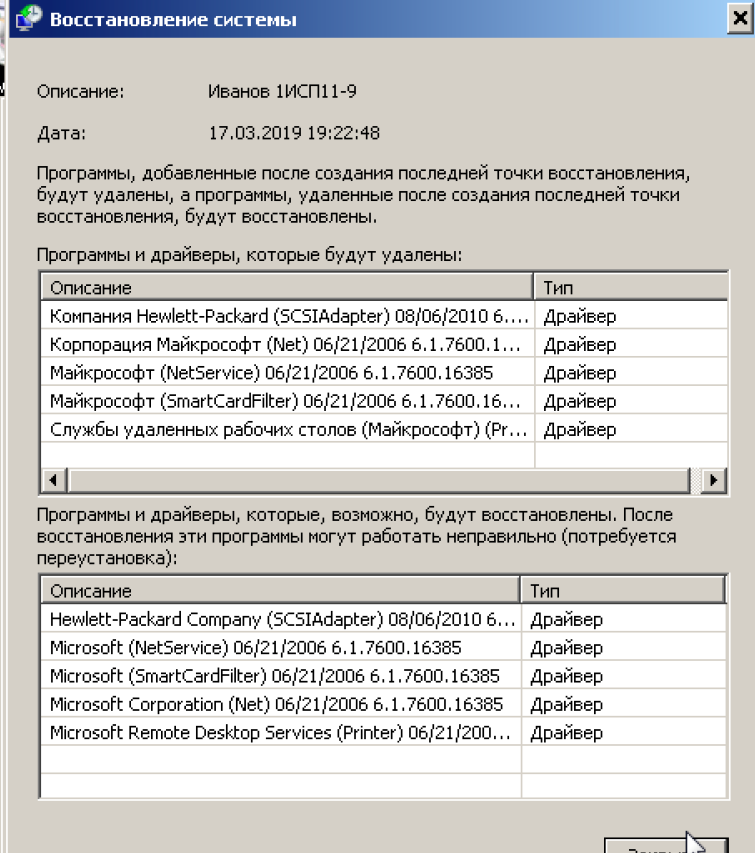 Восстановление системы
Описание: Иванов 1ИСП11-9
Дата: 17.03.2019 19:22:48
Программы, добавленные после создания последней точки восстановления,
будут удалены, а программы, удаленные после создания последней точки
восстановления, будут восстановлены.
Программы и драйверы, которые будут удалены:
Описание Тип
Компания Hewlett-Packard (SCSIAdapter) 08/06/2010 6.... Драйвер
Корпорация Майкрософт (Net) 06/21/2006 6.1.7600.1... Драйвер
Майкрософт (NetService) 06/21/2006 6.1.7600.16385 Драйвер
Майкрософт (SmartCardFilter) 06/21/2006 6.1.7600.16... Драйвер
Службы удаленных рабочих столов (Майкрософт) (Pr... Драйвер
Программы и драйверы, которые, возможно, будут восстановлены. После
восстановления эти программы могут работать неправильно (потребуется
переустановка):
Описание Тип
Hewlett-Packard Company (SCSIAdapter) 08/06/2010 6... Драйвер
Microsoft (NetService) 06/21/2006 6.1.7600.16385 Драйвер
Microsoft (SmartCardFilter) 06/21/2006 6.1.7600.16385 Драйвер
Microsoft Corporation (Net) 06/21/2006 6.1.7600.16385 Драйвер
Microsoft Remote Desktop Services (Printer) 06/21/200... Драйвер